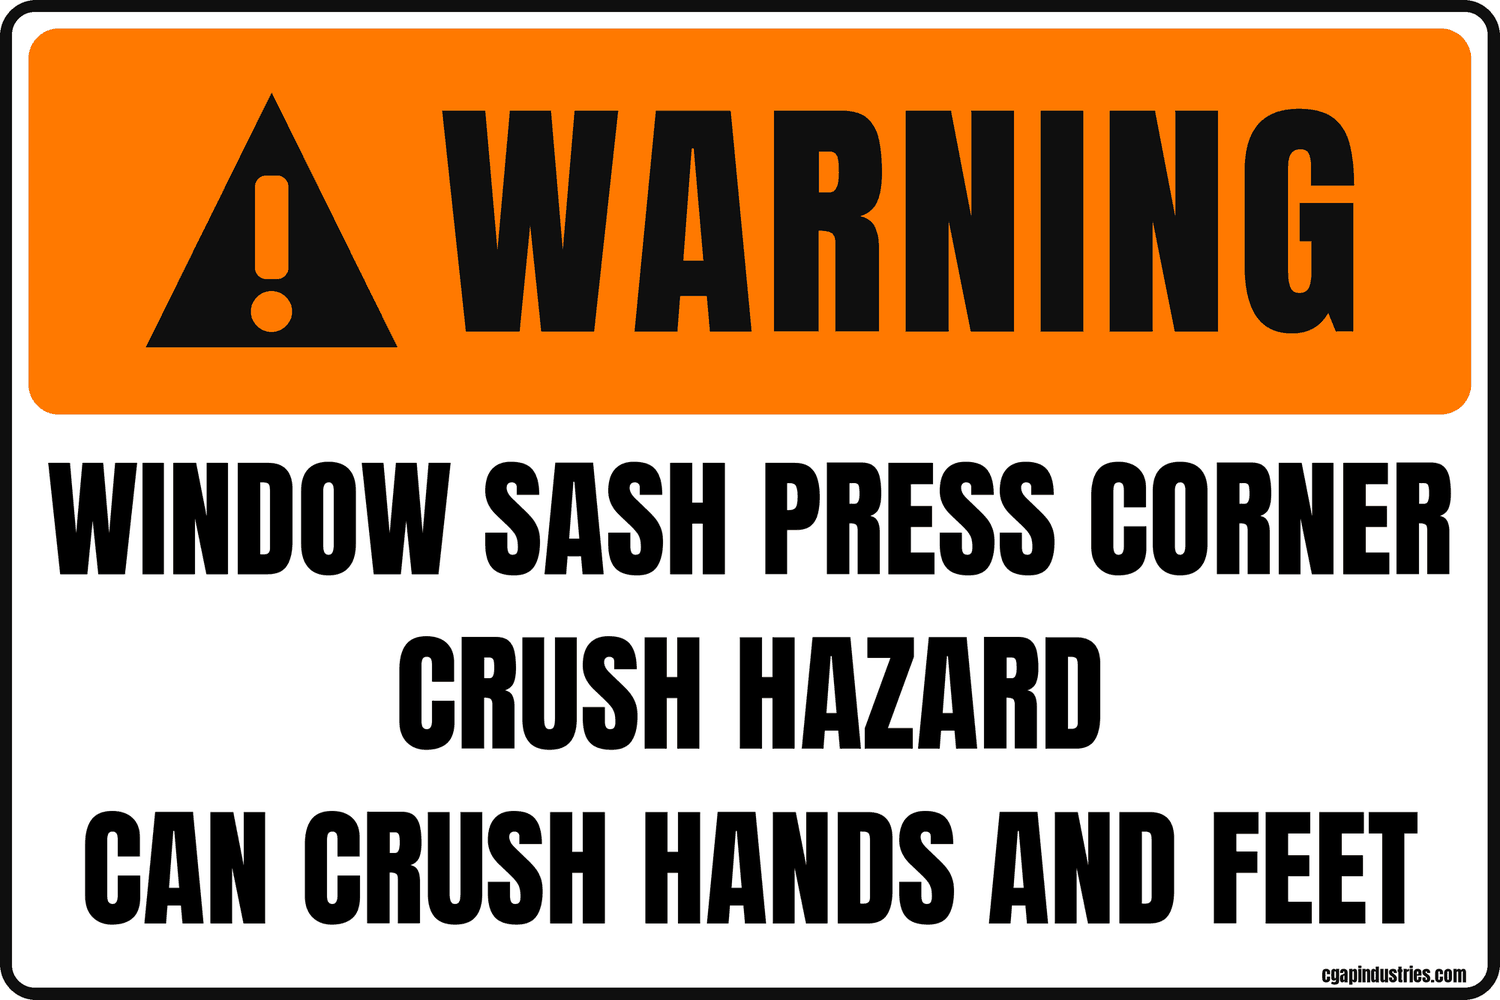 WARNING
WINDOW SASH PRESS CORNER
CRUSH HAZARD
CAN CRUSH HANDS AND FEET
cgapindustries.com